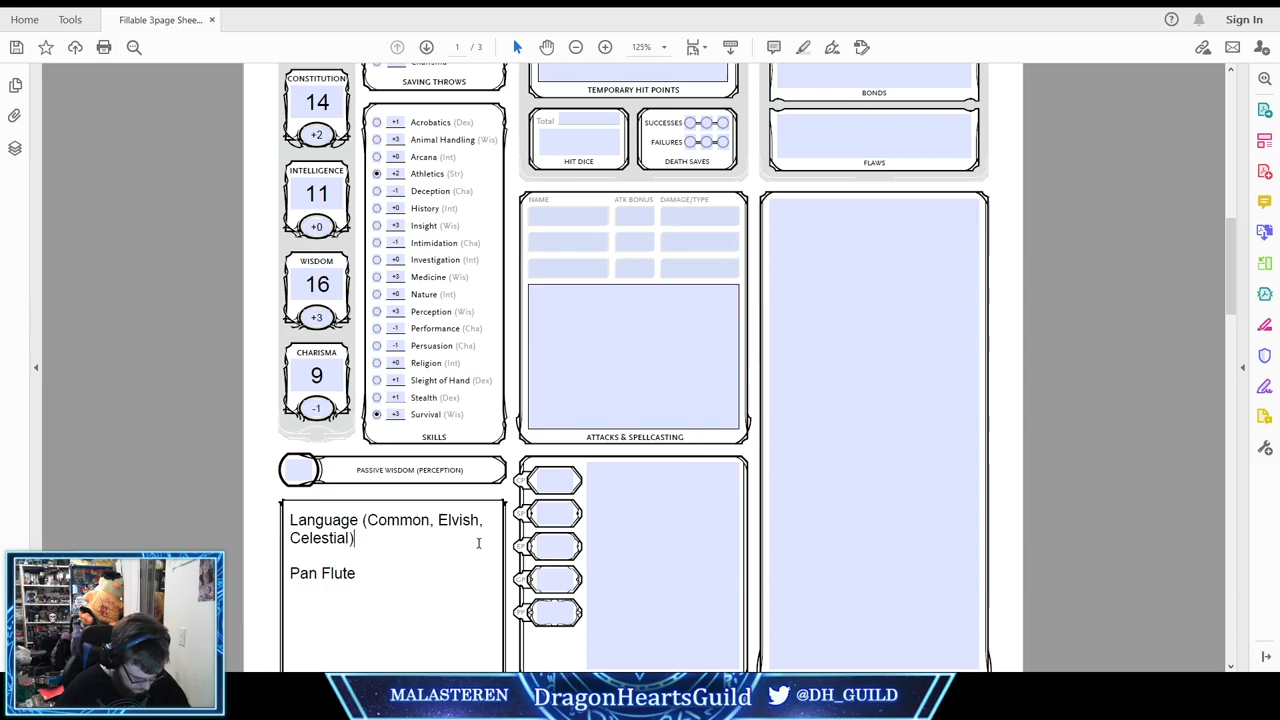 Home Tools Fillable 3page Shee... × Sign In
1 / 3 125%
CONSTITUTION
14
+2
INTELLIGENCE
11
+0
WISDOM
16
+3
CHARISMA
9
-1
SAVING THROWS
+1 Acrobatics (Dex)
+3 Animal Handling (Wis)
+0 Arcana (Int)
+2 Athletics (Str)
-1 Deception (Cha)
+0 History (Int)
+3 Insight (Wis)
-1 Intimidation (Cha)
+0 Investigation (Int)
+3 Medicine (Wis)
+0 Nature (Int)
+3 Perception (Wis)
-1 Performance (Cha)
-1 Persuasion (Cha)
+0 Religion (Int)
+1 Sleight of Hand (Dex)
+1 Stealth (Dex)
+3 Survival (Wis)
SKILLS
PASSIVE WISDOM (PERCEPTION)
Language (Common, Elvish,
Celestial)
Pan Flute
TEMPORARY HIT POINTS
Total
HIT DICE
SUCCESSES
FAILURES
DEATH SAVES
NAME ATK BONUS DAMAGE/TYPE
ATTACKS & SPELLCASTING
CP
SP
EP
GP
PP
BONDS
FLAWS
MALASTEREN DragonHeartsGuild @DH_GUILD